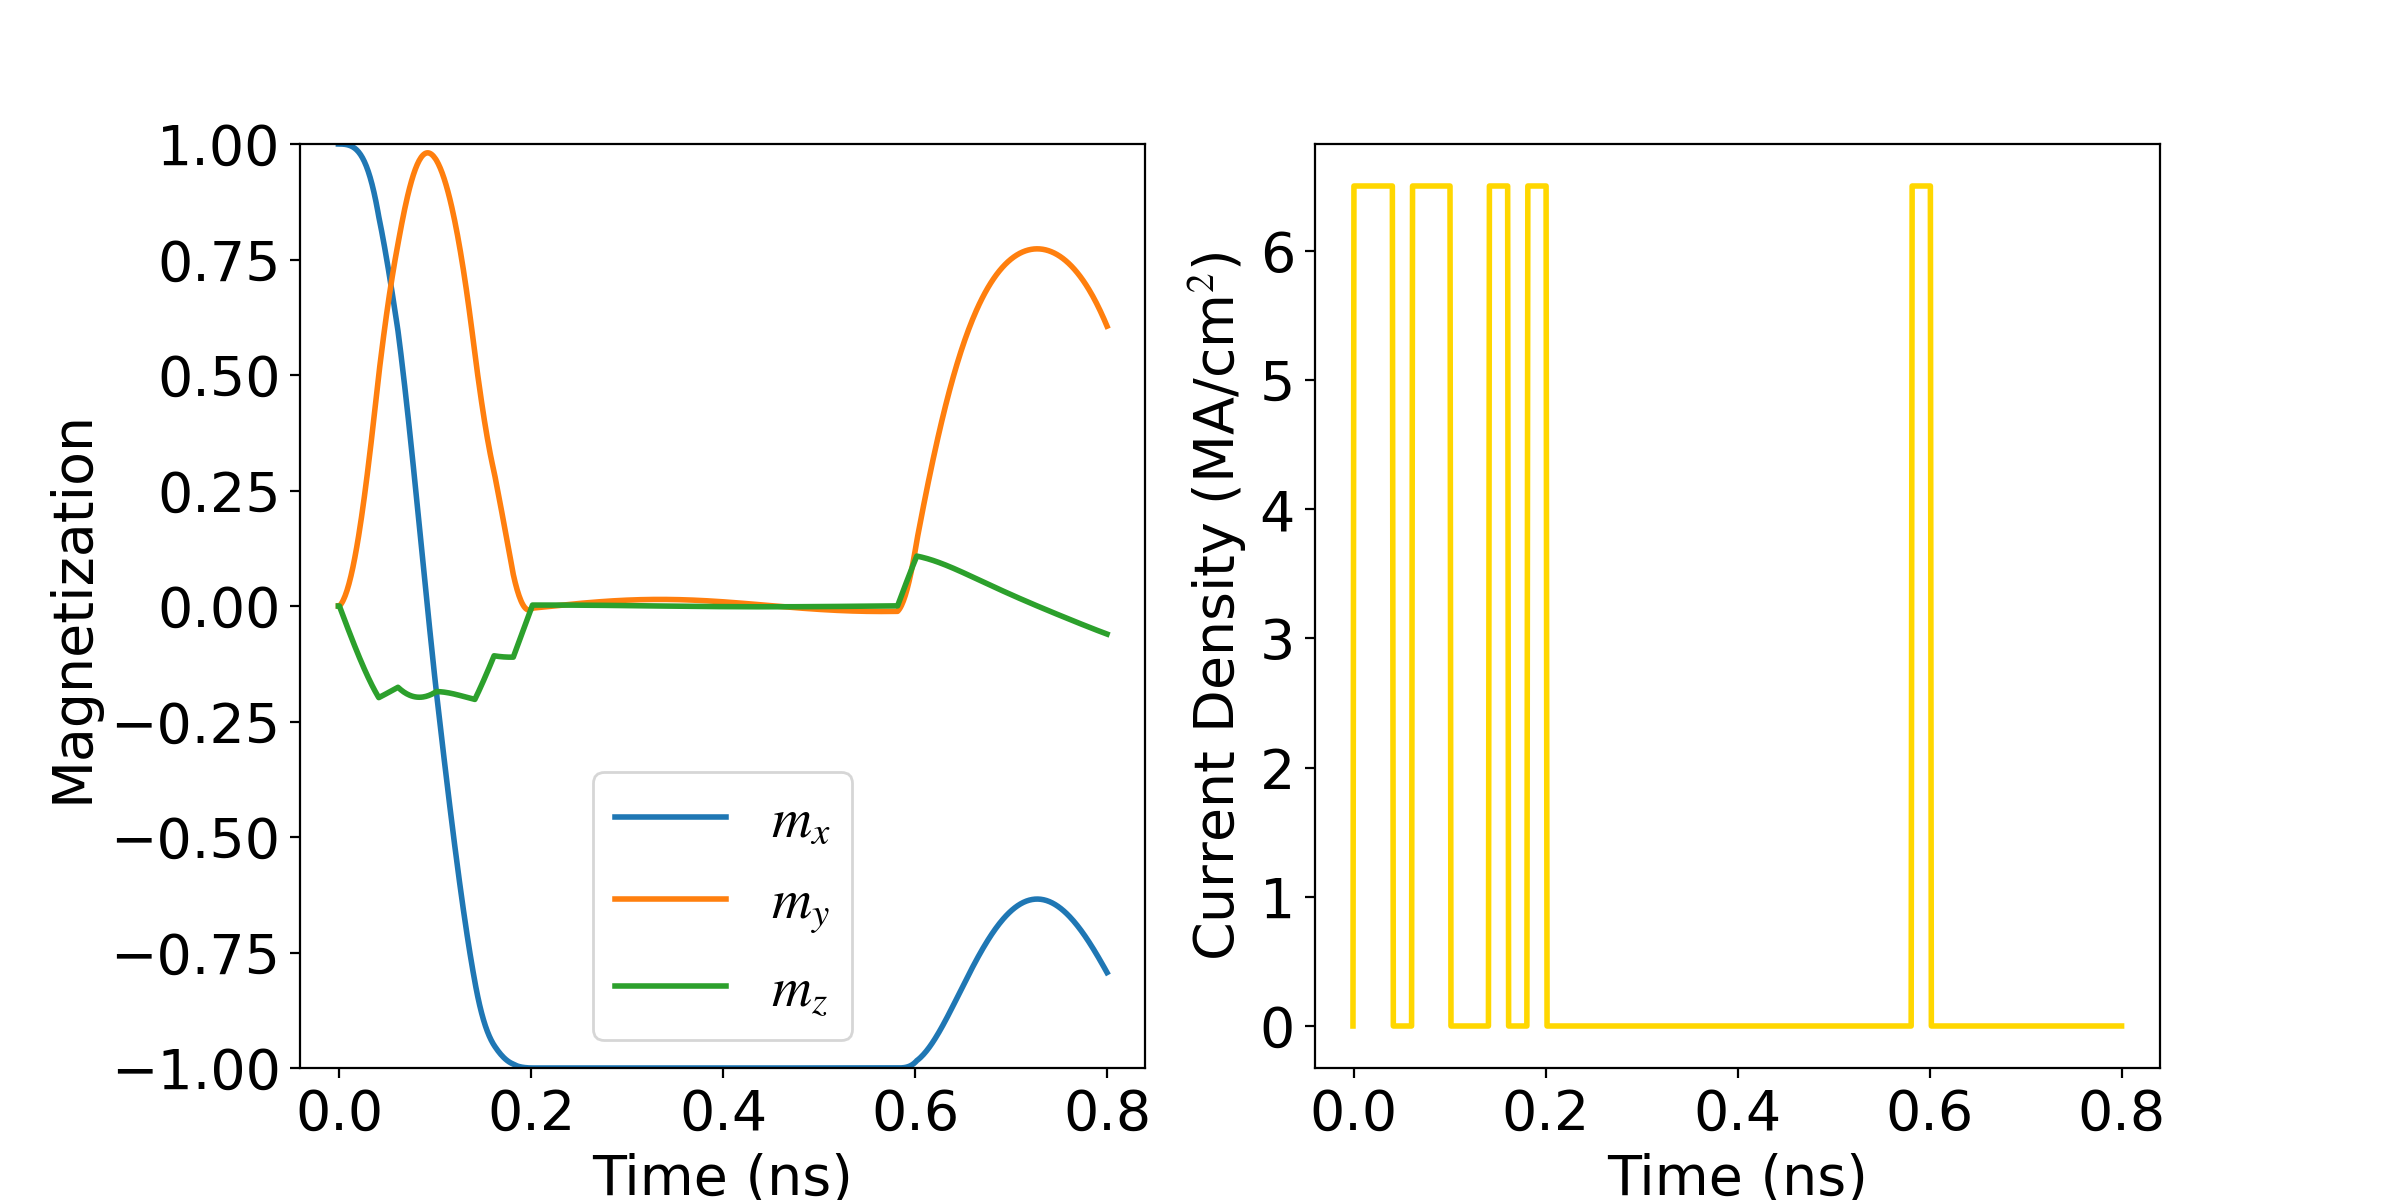 Magnetization
1.00
0.75
0.50
0.25
0.00
−0.25
−0.50
−0.75
−1.00
0.0 0.2 0.4 0.6 0.8
Time (ns)
m_x
m_y
m_z
Current Density (MA/cm²)
6
5
4
3
2
1
0
0.0 0.2 0.4 0.6 0.8
Time (ns)